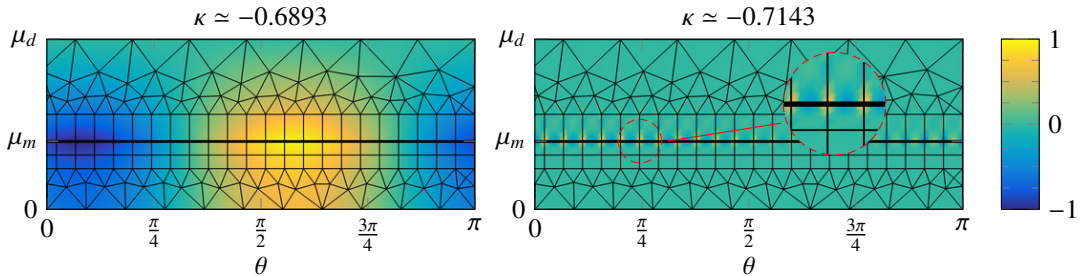 κ ≃ −0.6893
κ ≃ −0.7143
μ_d
μ_m
0
0
π/4
π/2
3π/4
π
θ
μ_d
μ_m
0
0
π/4
π/2
3π/4
π
θ
1
0
−1